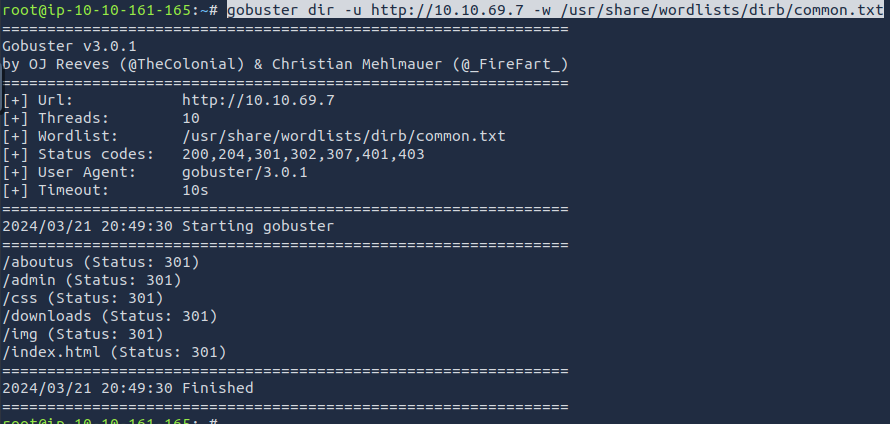 root@ip-10-10-161-165:~# gobuster dir -u http://10.10.69.7 -w /usr/share/wordlists/dirb/common.txt
===============================================================
Gobuster v3.0.1
by OJ Reeves (@TheColonial) & Christian Mehlmauer (@_FireFart_)
===============================================================
[+] Url:            http://10.10.69.7
[+] Threads:        10
[+] Wordlist:       /usr/share/wordlists/dirb/common.txt
[+] Status codes:   200,204,301,302,307,401,403
[+] User Agent:     gobuster/3.0.1
[+] Timeout:        10s
===============================================================
2024/03/21 20:49:30 Starting gobuster
===============================================================
/aboutus (Status: 301)
/admin (Status: 301)
/css (Status: 301)
/downloads (Status: 301)
/img (Status: 301)
/index.html (Status: 301)
===============================================================
2024/03/21 20:49:30 Finished
===============================================================
root@ip-10-10-161-165:~#